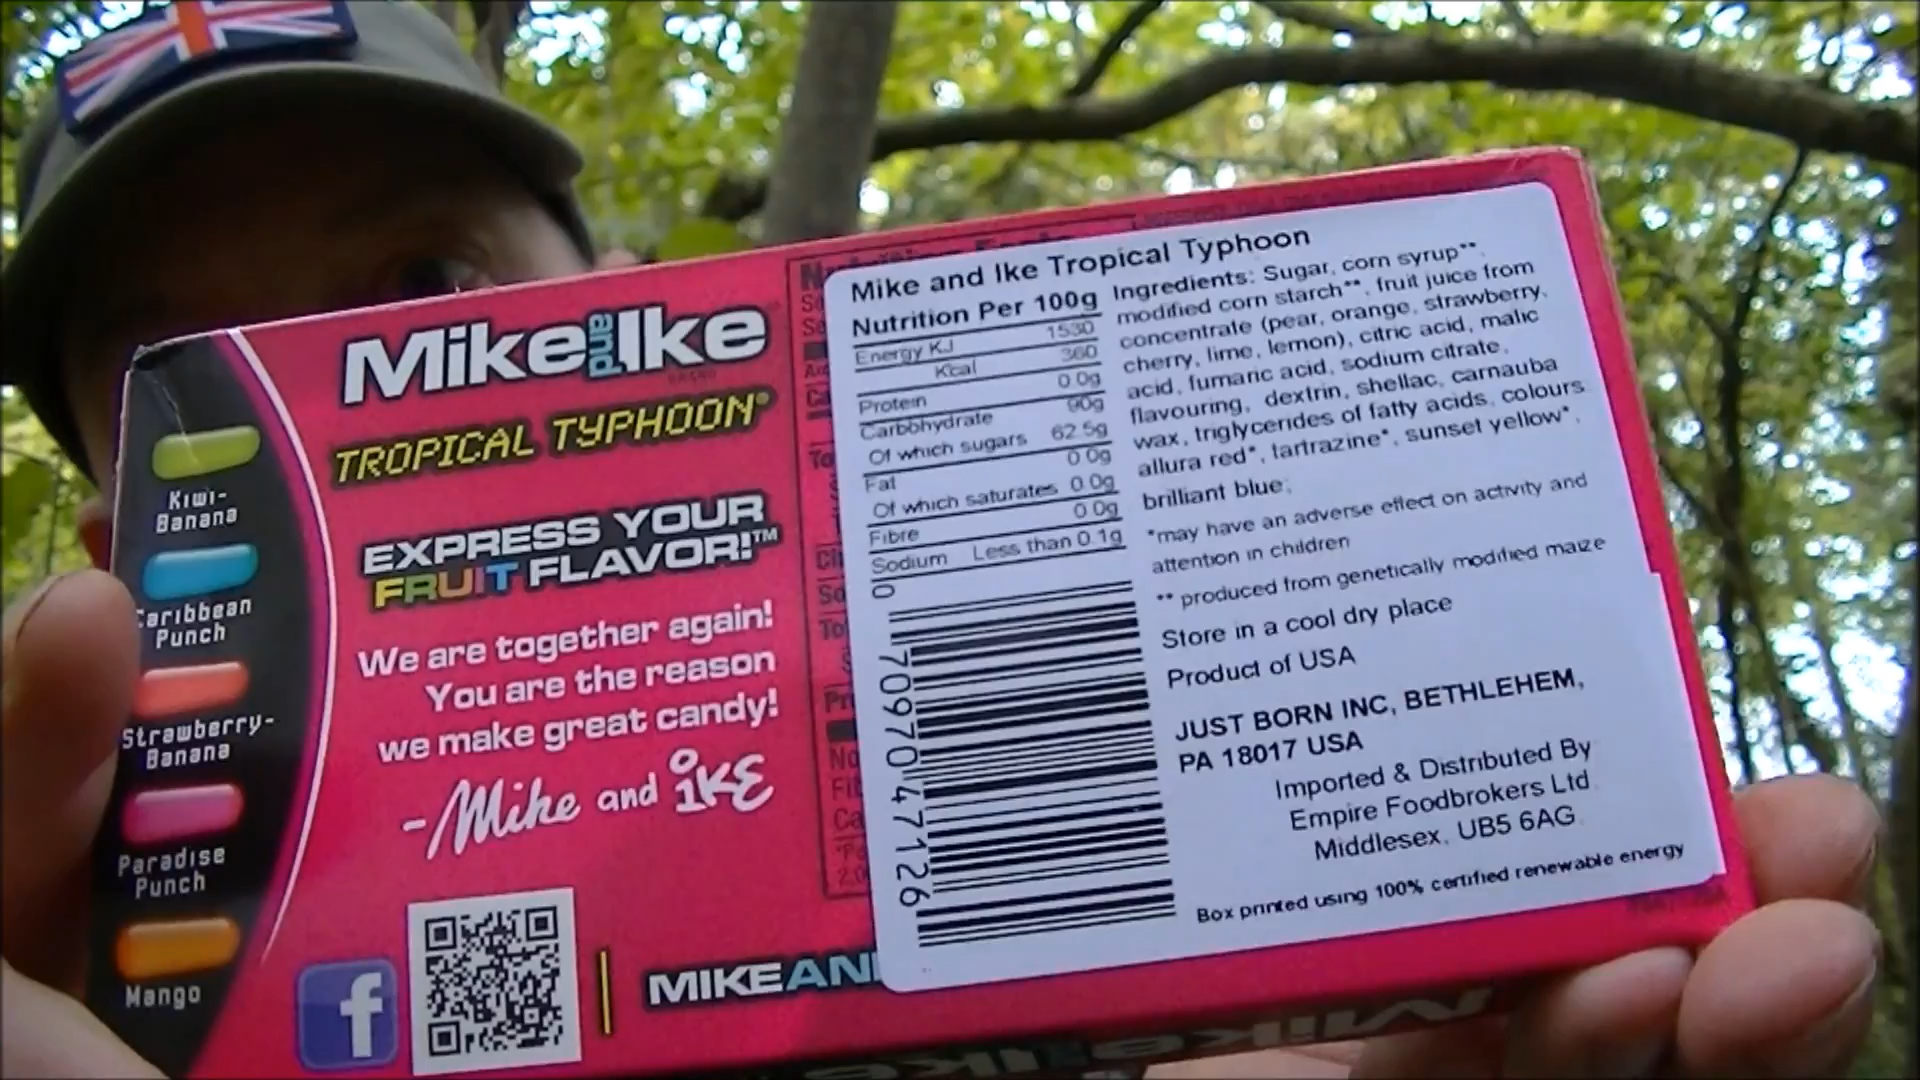 Mike and Ike
TROPICAL TYPHOON®
EXPRESS YOUR
FRUIT FLAVOR!™
We are together again!
You are the reason
we make great candy!
-Mike and ike
Kiwi-
Banana
Caribbean
Punch
Strawberry-
Banana
Paradise
Punch
Mango
f
MIKEAN
Mike and Ike Tropical Typhoon
Nutrition Per 100g
Energy KJ 1530
Kcal 360
Protein 0.0g
Carbohydrate 90g
Of which sugars 62.5g
Fat 0.0g
Of which saturates 0.0g
Fibre 0.0g
Sodium Less than 0.1g
0 70970 47126
Ingredients: Sugar, corn syrup**,
modified corn starch**, fruit juice from
concentrate (pear, orange, strawberry,
cherry, lime, lemon), citric acid, malic
acid, fumaric acid, sodium citrate,
flavouring, dextrin, shellac, carnauba
wax, triglycerides of fatty acids, colours
allura red*, tartrazine*, sunset yellow*,
brilliant blue;
*may have an adverse effect on activity and
attention in children
** produced from genetically modified maize
Store in a cool dry place
Product of USA
JUST BORN INC, BETHLEHEM,
PA 18017 USA
Imported & Distributed By
Empire Foodbrokers Ltd
Middlesex, UB5 6AG
Box printed using 100% certified renewable energy